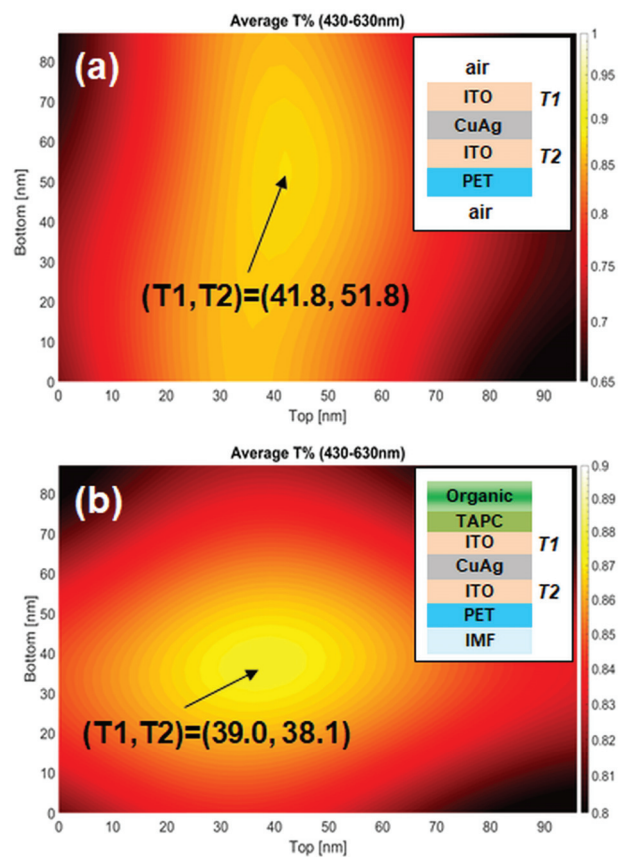 Average T% (430-630nm)
(a)
air
ITO T1
CuAg
ITO T2
PET
air
(T1,T2)=(41.8, 51.8)
Bottom [nm]
80
70
60
50
40
30
20
10
0
0 10 20 30 40 50 60 70 80 90
Top [nm]
1
0.95
0.9
0.85
0.8
0.75
0.7
0.65
Average T% (430-630nm)
(b)
Organic
TAPC
ITO T1
CuAg
ITO T2
PET
IMF
(T1,T2)=(39.0, 38.1)
Bottom [nm]
80
70
60
50
40
30
20
10
0
0 10 20 30 40 50 60 70 80 90
Top [nm]
0.9
0.89
0.88
0.87
0.86
0.85
0.84
0.83
0.82
0.81
0.8